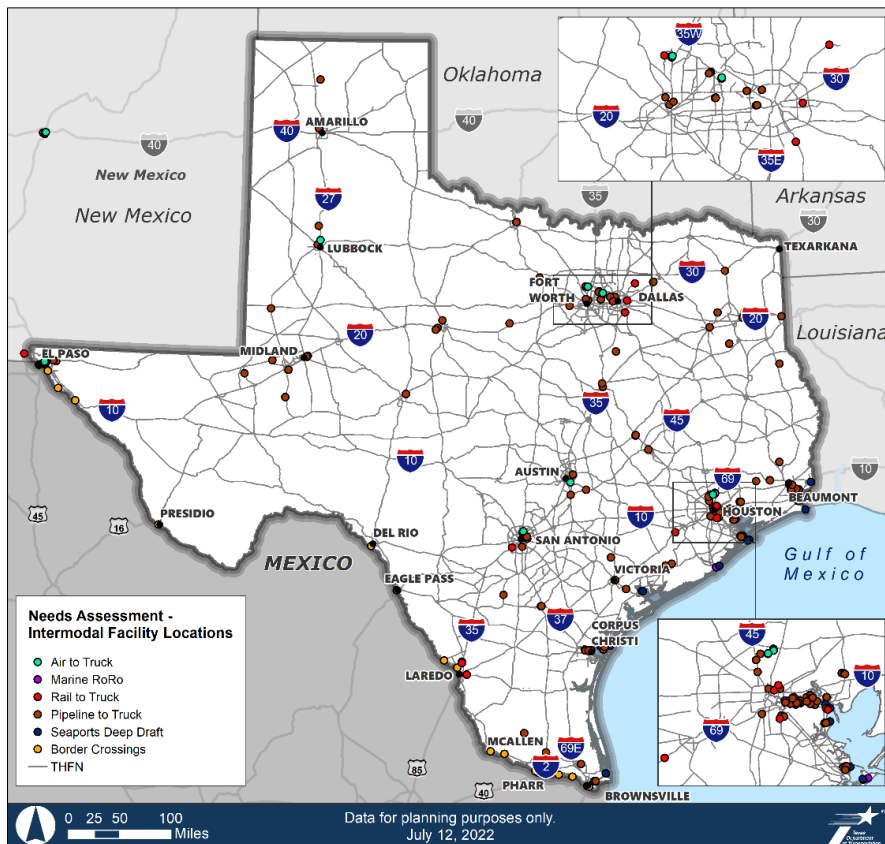 35W
30
20
35E
Oklahoma
40
AMARILLO
40
40
New Mexico
New Mexico
27
35
Arkansas
30
TEXARKANA
LUBBOCK
FORT
WORTH
DALLAS
30
20
Louisiana
20
MIDLAND
EL PASO
10
35
45
10
AUSTIN
69
10
BEAUMONT
HOUSTON
10
SAN ANTONIO
45
16
PRESIDIO
DEL RIO
MEXICO
EAGLE PASS
VICTORIA
Gulf of
Mexico
37
CORPUS
CHRISTI
35
LAREDO
MCALLEN
69E
2
PHARR
BROWNSVILLE
85
40
45
10
69
Needs Assessment -
Intermodal Facility Locations
Air to Truck
Marine RoRo
Rail to Truck
Pipeline to Truck
Seaports Deep Draft
Border Crossings
THFN
0 25 50 100
Miles
Data for planning purposes only.
July 12, 2022
Texas
Department
of Transportation